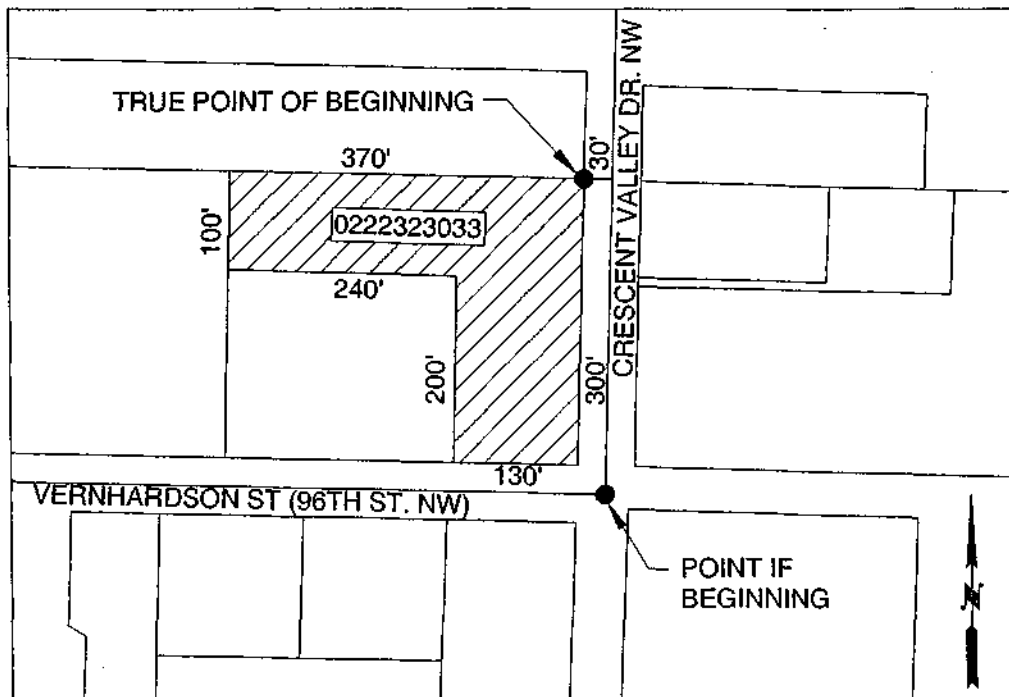 TRUE POINT OF BEGINNING
370'
30'
CRESCENT VALLEY DR. NW
0222323033
100'
240'
200'
300'
130'
VERNHARDSON ST (96TH ST. NW)
POINT IF
BEGINNING
N